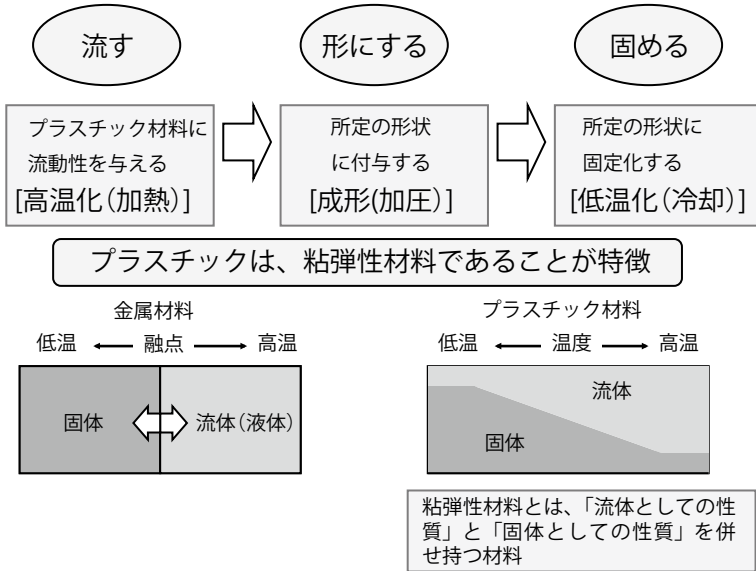 流す
形にする
固める
プラスチック材料に
流動性を与える
[高温化(加熱)]
所定の形状
に付与する
[成形(加圧)]
所定の形状に
固定化する
[低温化(冷却)]
プラスチックは、粘弾性材料であることが特徴
金属材料
低温 融点 高温
固体 流体(液体)
プラスチック材料
低温 温度 高温
流体
固体
粘弾性材料とは、「流体としての性
質」と「固体としての性質」を併
せ持つ材料